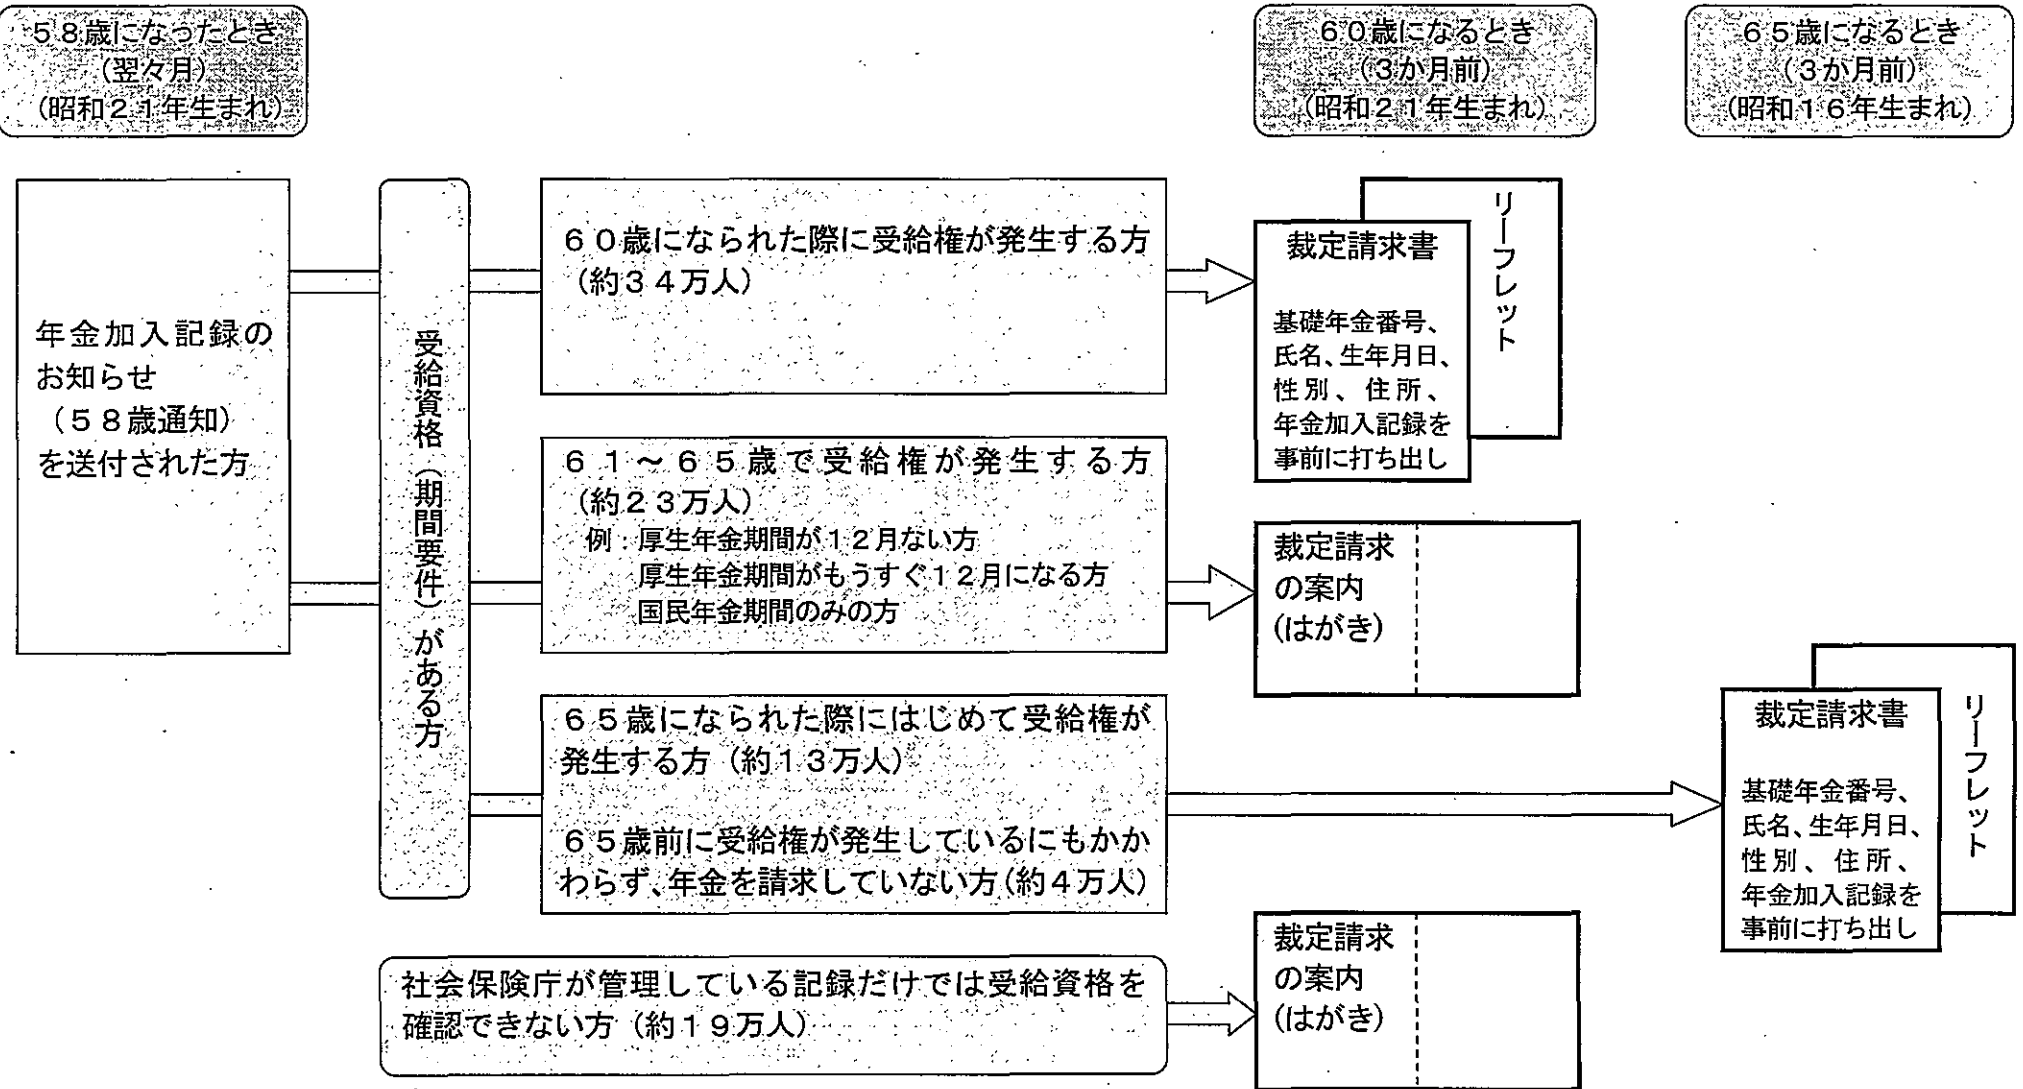 ５８歳になったとき
（翌々月）
（昭和２１年生まれ）
６０歳になるとき
（３か月前）
（昭和２１年生まれ）
６５歳になるとき
（３か月前）
（昭和１６年生まれ）
年金加入記録の
お知らせ
（５８歳通知）
を送付された方
受給資格（期間要件）がある方
６０歳になられた際に受給権が発生する方
（約３４万人）
裁定請求書
基礎年金番号、
氏名、生年月日、
性別、住所、
年金加入記録を
事前に打ち出し
リーフレット
６１～６５歳で受給権が発生する方
（約２３万人）
例：厚生年金期間が１２月ない方
厚生年金期間がもうすぐ１２月になる方
国民年金期間のみの方
裁定請求
の案内
(はがき)
６５歳になられた際にはじめて受給権が
発生する方（約１３万人）
６５歳前に受給権が発生しているにもかか
わらず、年金を請求していない方（約４万人）
裁定請求書
基礎年金番号、
氏名、生年月日、
性別、住所、
年金加入記録を
事前に打ち出し
リーフレット
社会保険庁が管理している記録だけでは受給資格を
確認できない方（約１９万人）
裁定請求
の案内
(はがき)